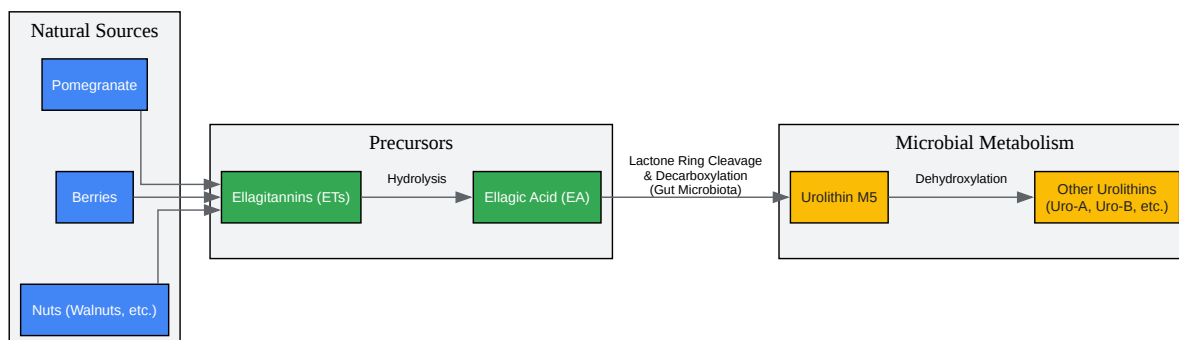 Natural Sources
Pomegranate
Berries
Nuts (Walnuts, etc.)
Precursors
Ellagitannins (ETs)
Hydrolysis
Ellagic Acid (EA)
Lactone Ring Cleavage
& Decarboxylation
(Gut Microbiota)
Microbial Metabolism
Urolithin M5
Dehydroxylation
Other Urolithins
(Uro-A, Uro-B, etc.)